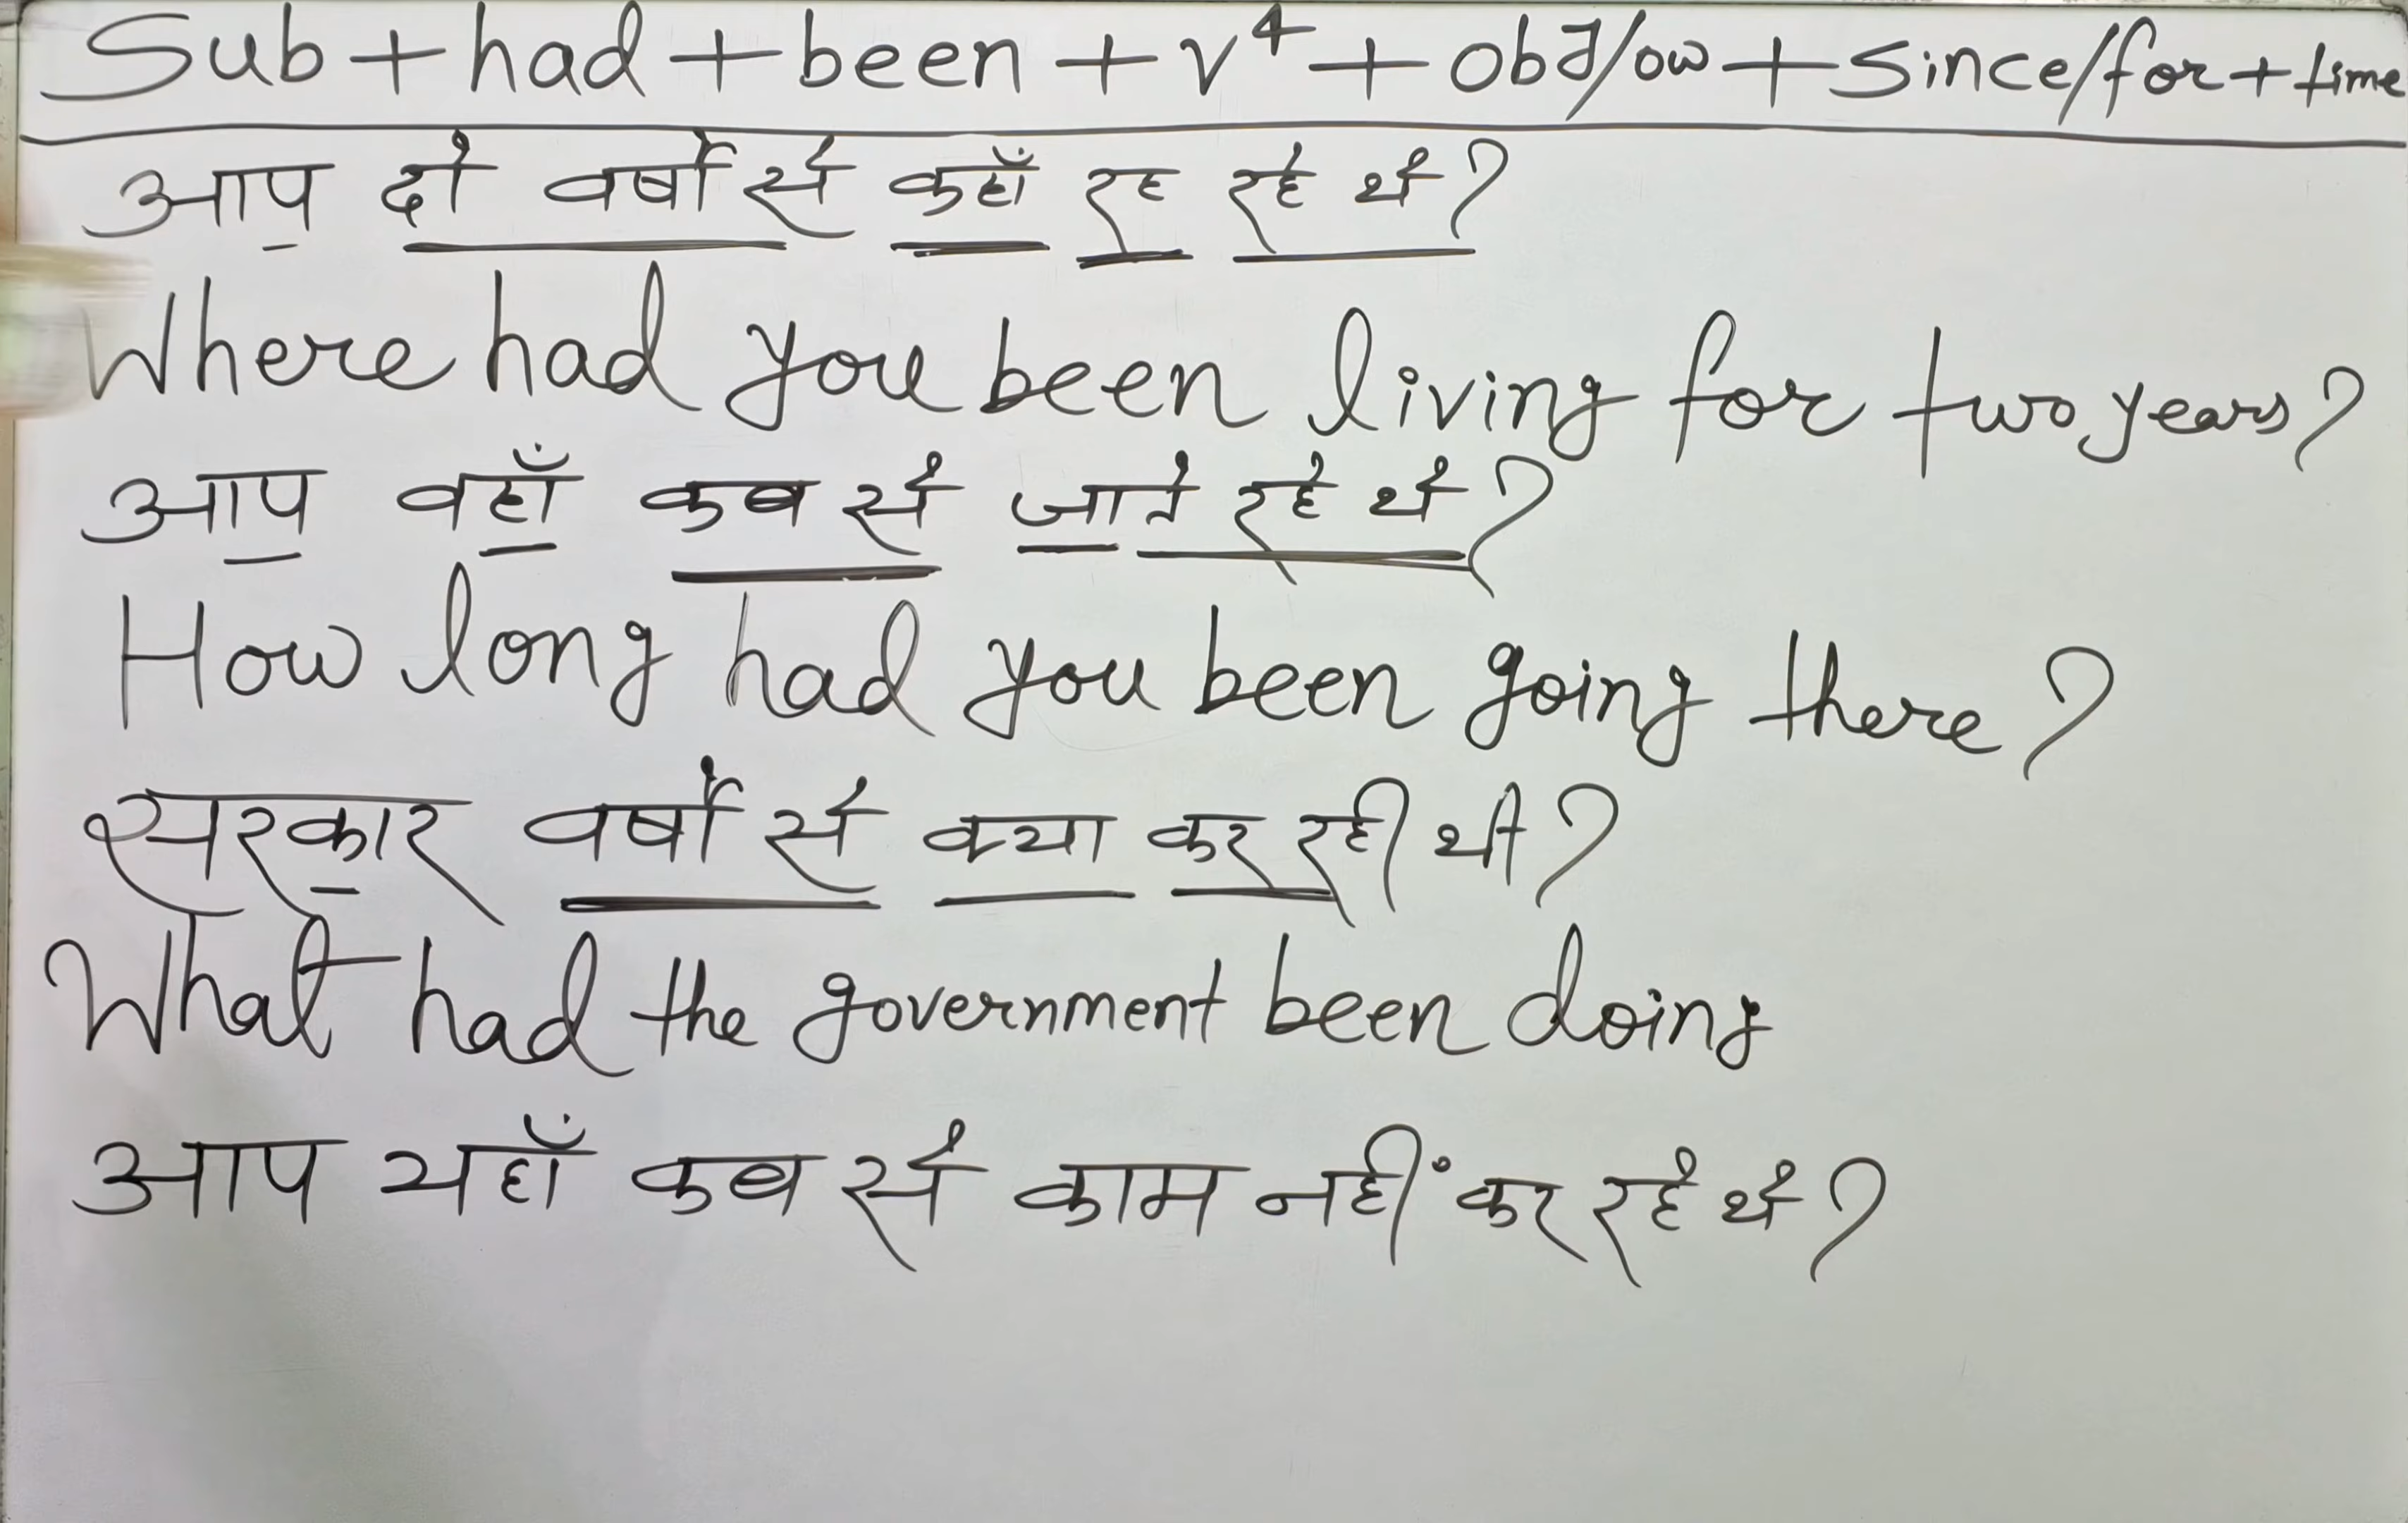 Sub + had + been + v⁴ + obj/ow + since/for + time
आप दो वर्षों से कहाँ रह रहे थे?
Where had you been living for two years?
आप वहाँ कब से जाते रहे थे?
How long had you been going there?
सरकार वर्षों से क्या कर रही थी?
What had the government been doing
आप यहाँ कब से काम नहीं कर रहे थे?